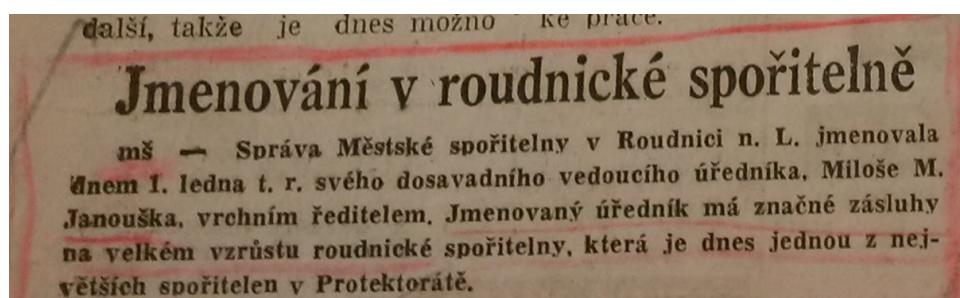 další, takže je dnes možno ke práce.
Jmenování v roudnické spořitelně
mš — Správa Městské spořitelny v Roudnici n. L. jmenovala
dnem 1. ledna t. r. svého dosavadního vedoucího úředníka, Miloše M.
Janouška, vrchním ředitelem. Jmenovaný úředník má značné zásluhy
na velkém vzrůstu roudnické spořitelny, která je dnes jednou z nej-
větších spořitelen v Protektorátě.